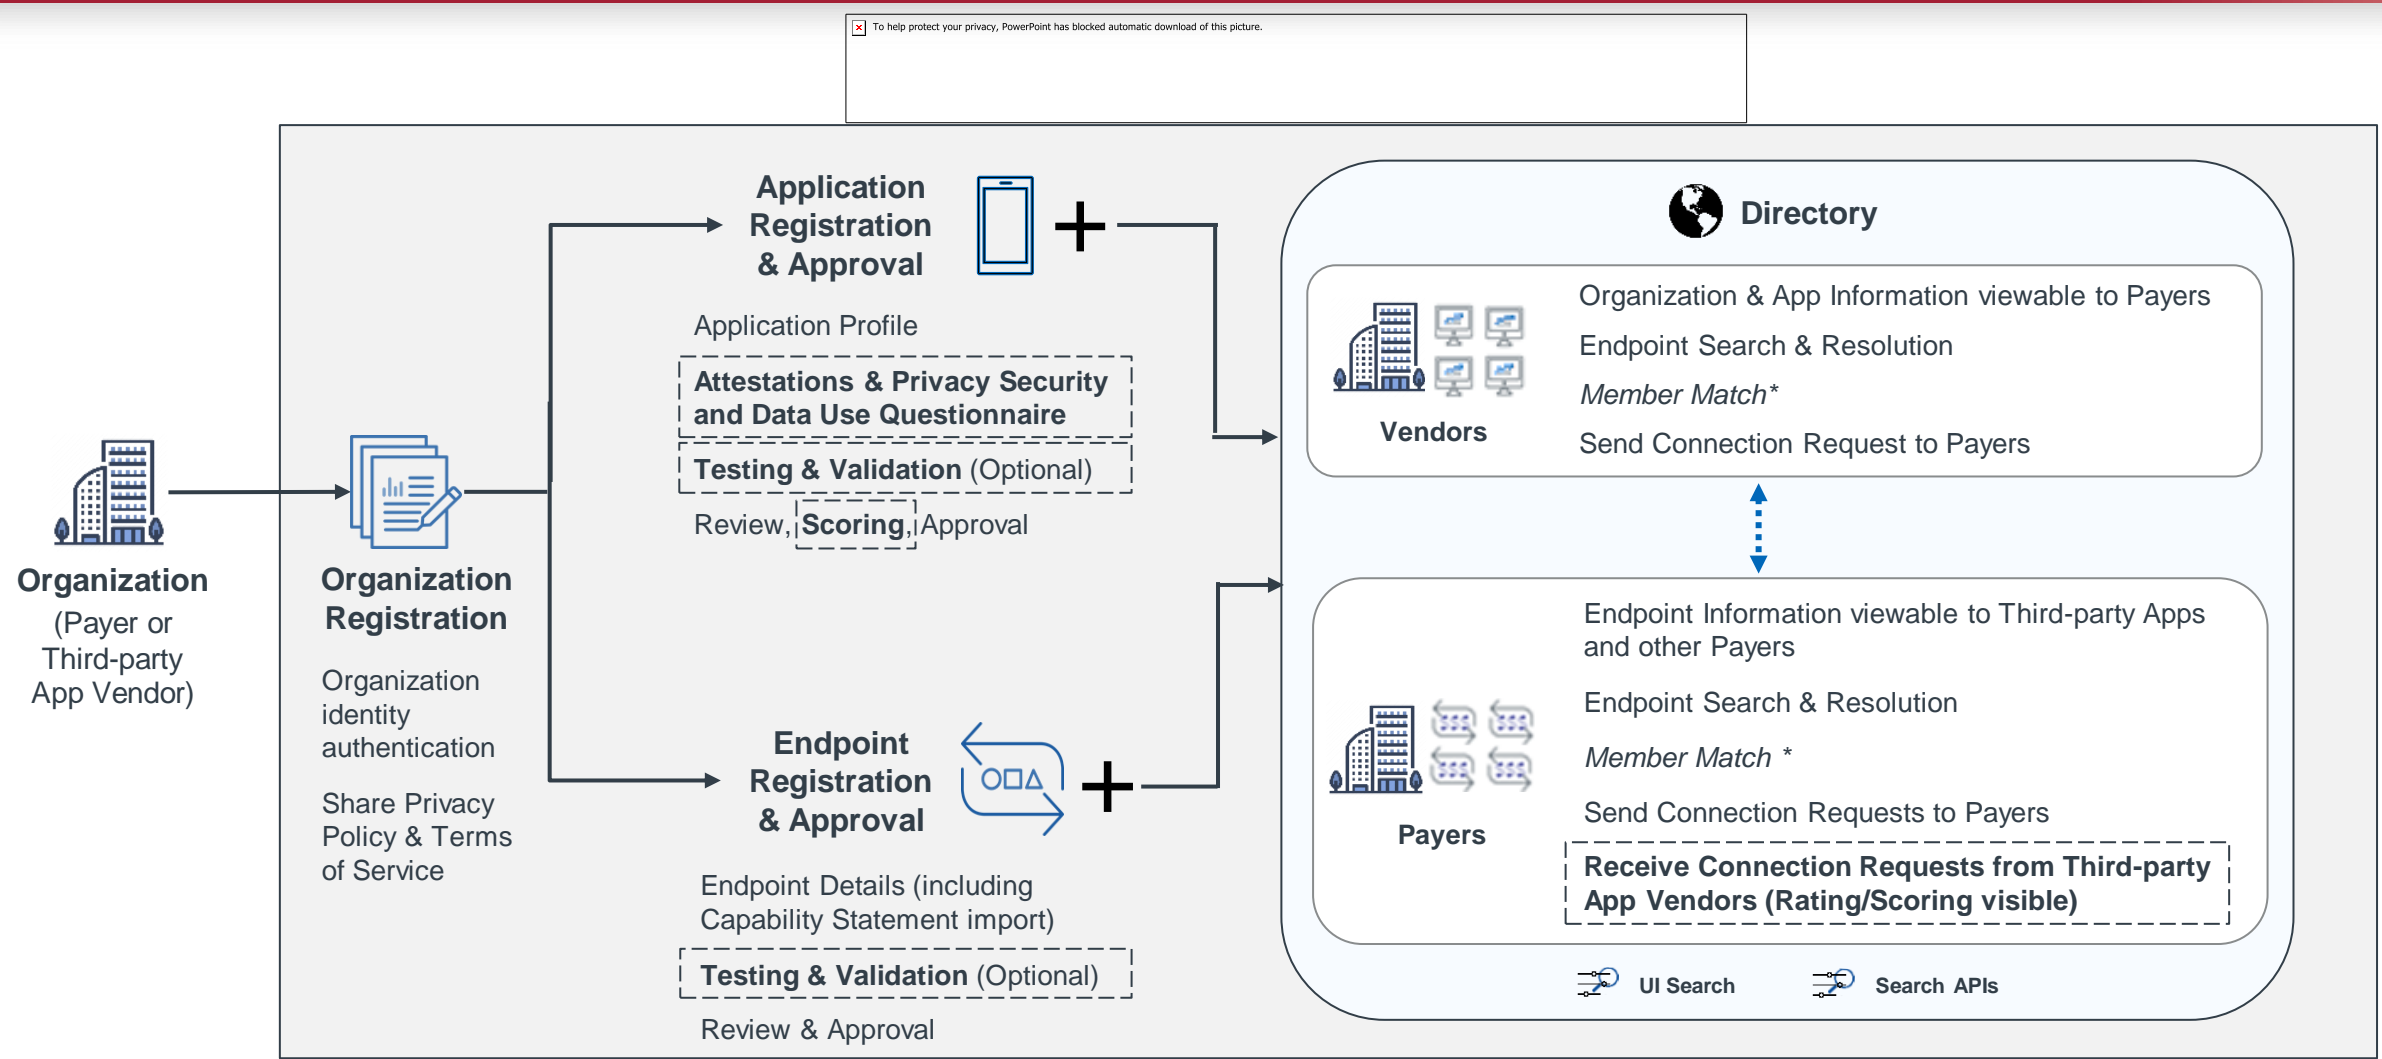 To help protect your privacy, PowerPoint has blocked automatic download of this picture.
Organization
(Payer or
Third-party
App Vendor)
Organization
Registration
Organization
identity
authentication
Share Privacy
Policy & Terms
of Service
Application
Registration
& Approval
Application Profile
Attestations & Privacy Security
and Data Use Questionnaire
Testing & Validation (Optional)
Review, Scoring, Approval
Endpoint
Registration
& Approval
Endpoint Details (including
Capability Statement import)
Testing & Validation (Optional)
Review & Approval
Directory
Vendors
Organization & App Information viewable to Payers
Endpoint Search & Resolution
Member Match*
Send Connection Request to Payers
Payers
Endpoint Information viewable to Third-party Apps
and other Payers
Endpoint Search & Resolution
Member Match *
Send Connection Requests to Payers
Receive Connection Requests from Third-party
App Vendors (Rating/Scoring visible)
UI Search
Search APIs